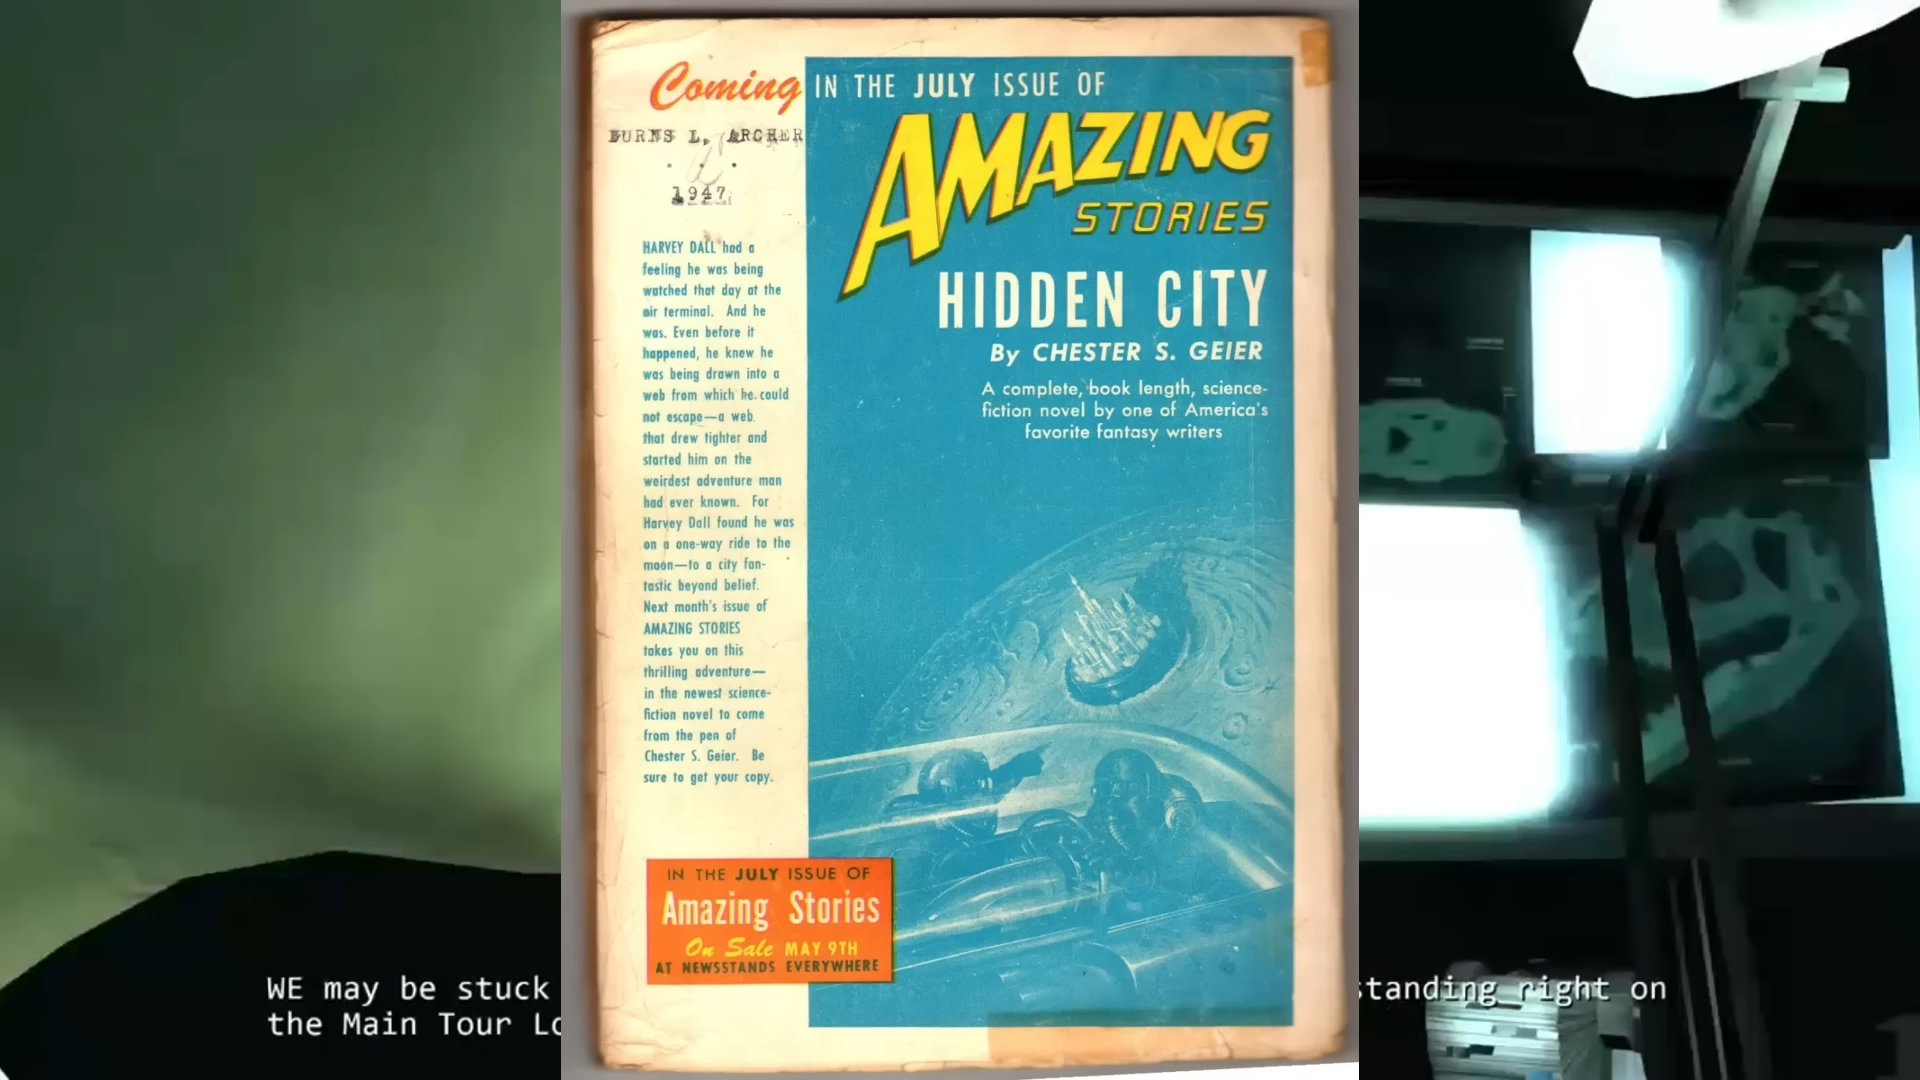 Coming IN THE JULY ISSUE OF
AMAZING
STORIES
BURNS L. ARCHER
1947
HIDDEN CITY
By CHESTER S. GEIER
A complete, book length, science-
fiction novel by one of America's
favorite fantasy writers
HARVEY DALL had a
feeling he was being
watched that day at the
air terminal. And he
was. Even before it
happened, he knew he
was being drawn into a
web from which he could
not escape—a web
that drew tighter and
started him on the
weirdest adventure man
had ever known. For
Harvey Dall found he was
on a one-way ride to the
moon—to a city fan-
tastic beyond belief.
Next month's issue of
AMAZING STORIES
takes you on this
thrilling adventure—
in the newest science-
fiction novel to come
from the pen of
Chester S. Geier. Be
sure to get your copy.
IN THE JULY ISSUE OF
Amazing Stories
On Sale MAY 9TH
AT NEWSSTANDS EVERYWHERE
WE may be stuck standing right on
the Main Tour